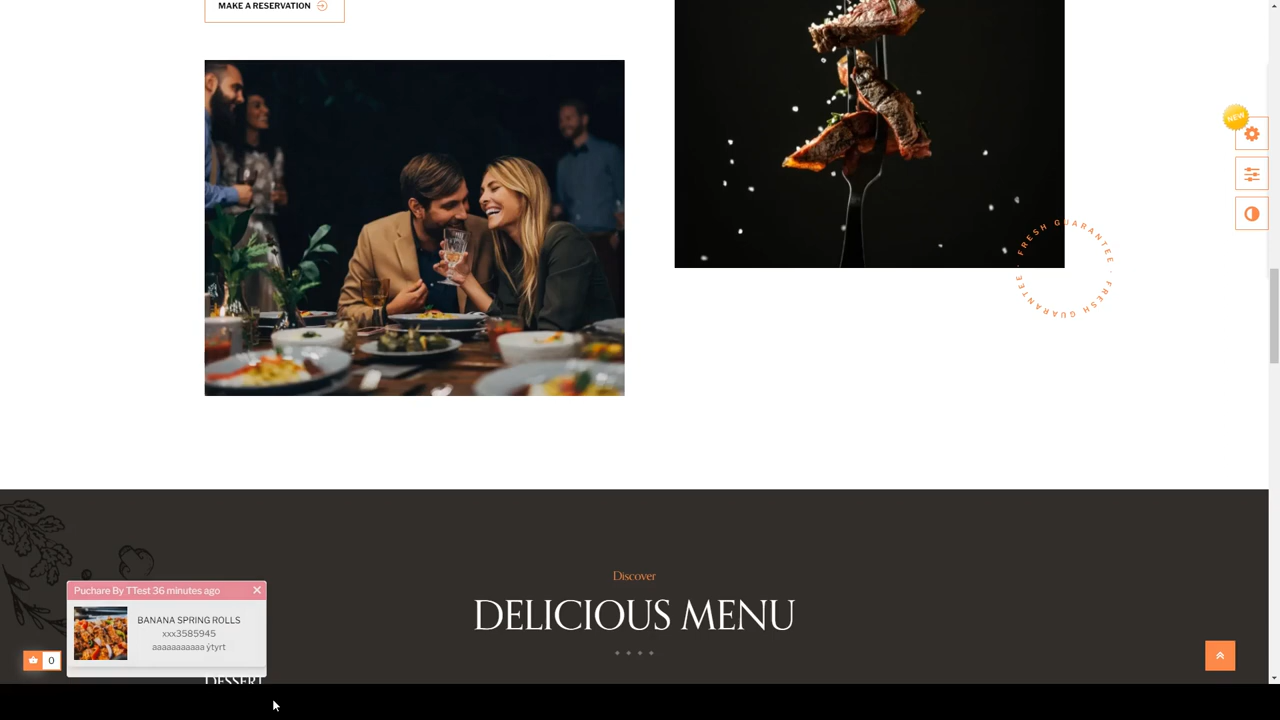 MAKE A RESERVATION
NEW
FRESH GUARANTEE · FRESH GUARANTEE ·
Discover
DELICIOUS MENU
Puchare By TTest 36 minutes ago
BANANA SPRING ROLLS
xxx3585945
aaaaaaaaaaa ýtyrt
0
DESSERT